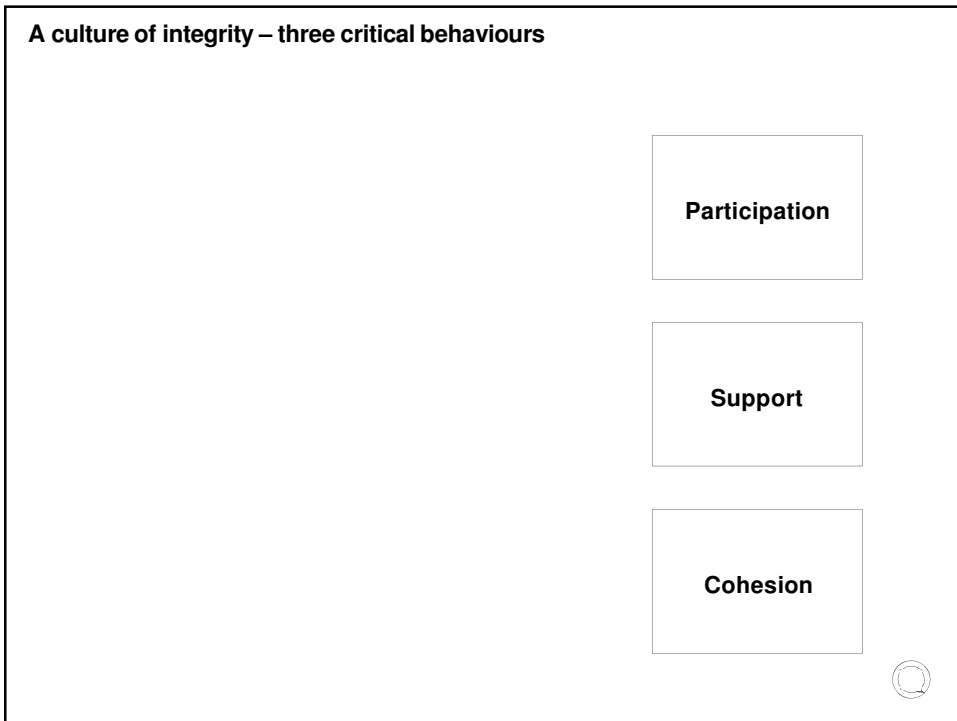 A culture of integrity – three critical behaviours
Participation
Support
Cohesion